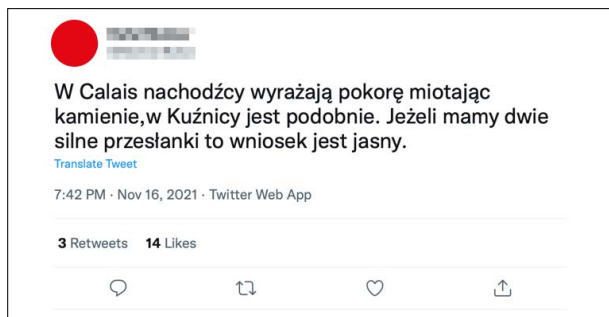 W Calais nachodźcy wyrażają pokorę miotając
kamienie,w Kuźnicy jest podobnie. Jeżeli mamy dwie
silne przesłanki to wniosek jest jasny.
Translate Tweet
7:42 PM · Nov 16, 2021 · Twitter Web App
3 Retweets 14 Likes